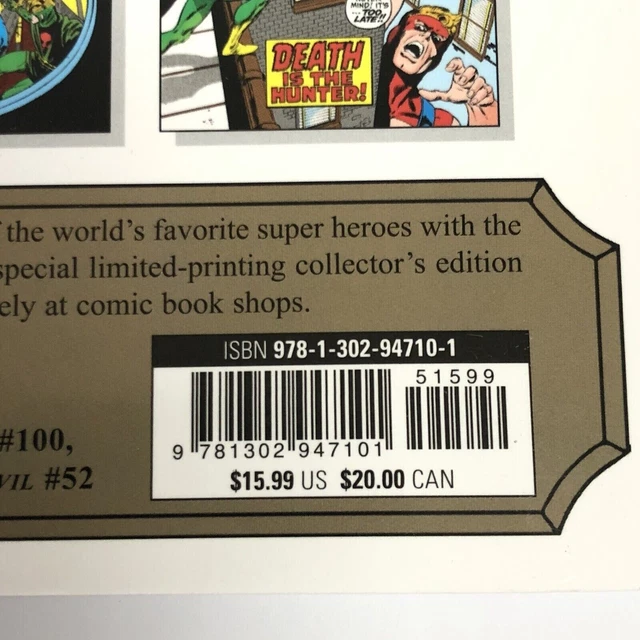 MIND! IT'S
... TOO
LATE!!
DEATH
IS THE
HUNTER!
the world's favorite super heroes with the
special limited-printing collector's edition
ely at comic book shops.
ISBN 978-1-302-94710-1
51599
9 781302 947101
$15.99 US $20.00 CAN
#100,
VIL #52